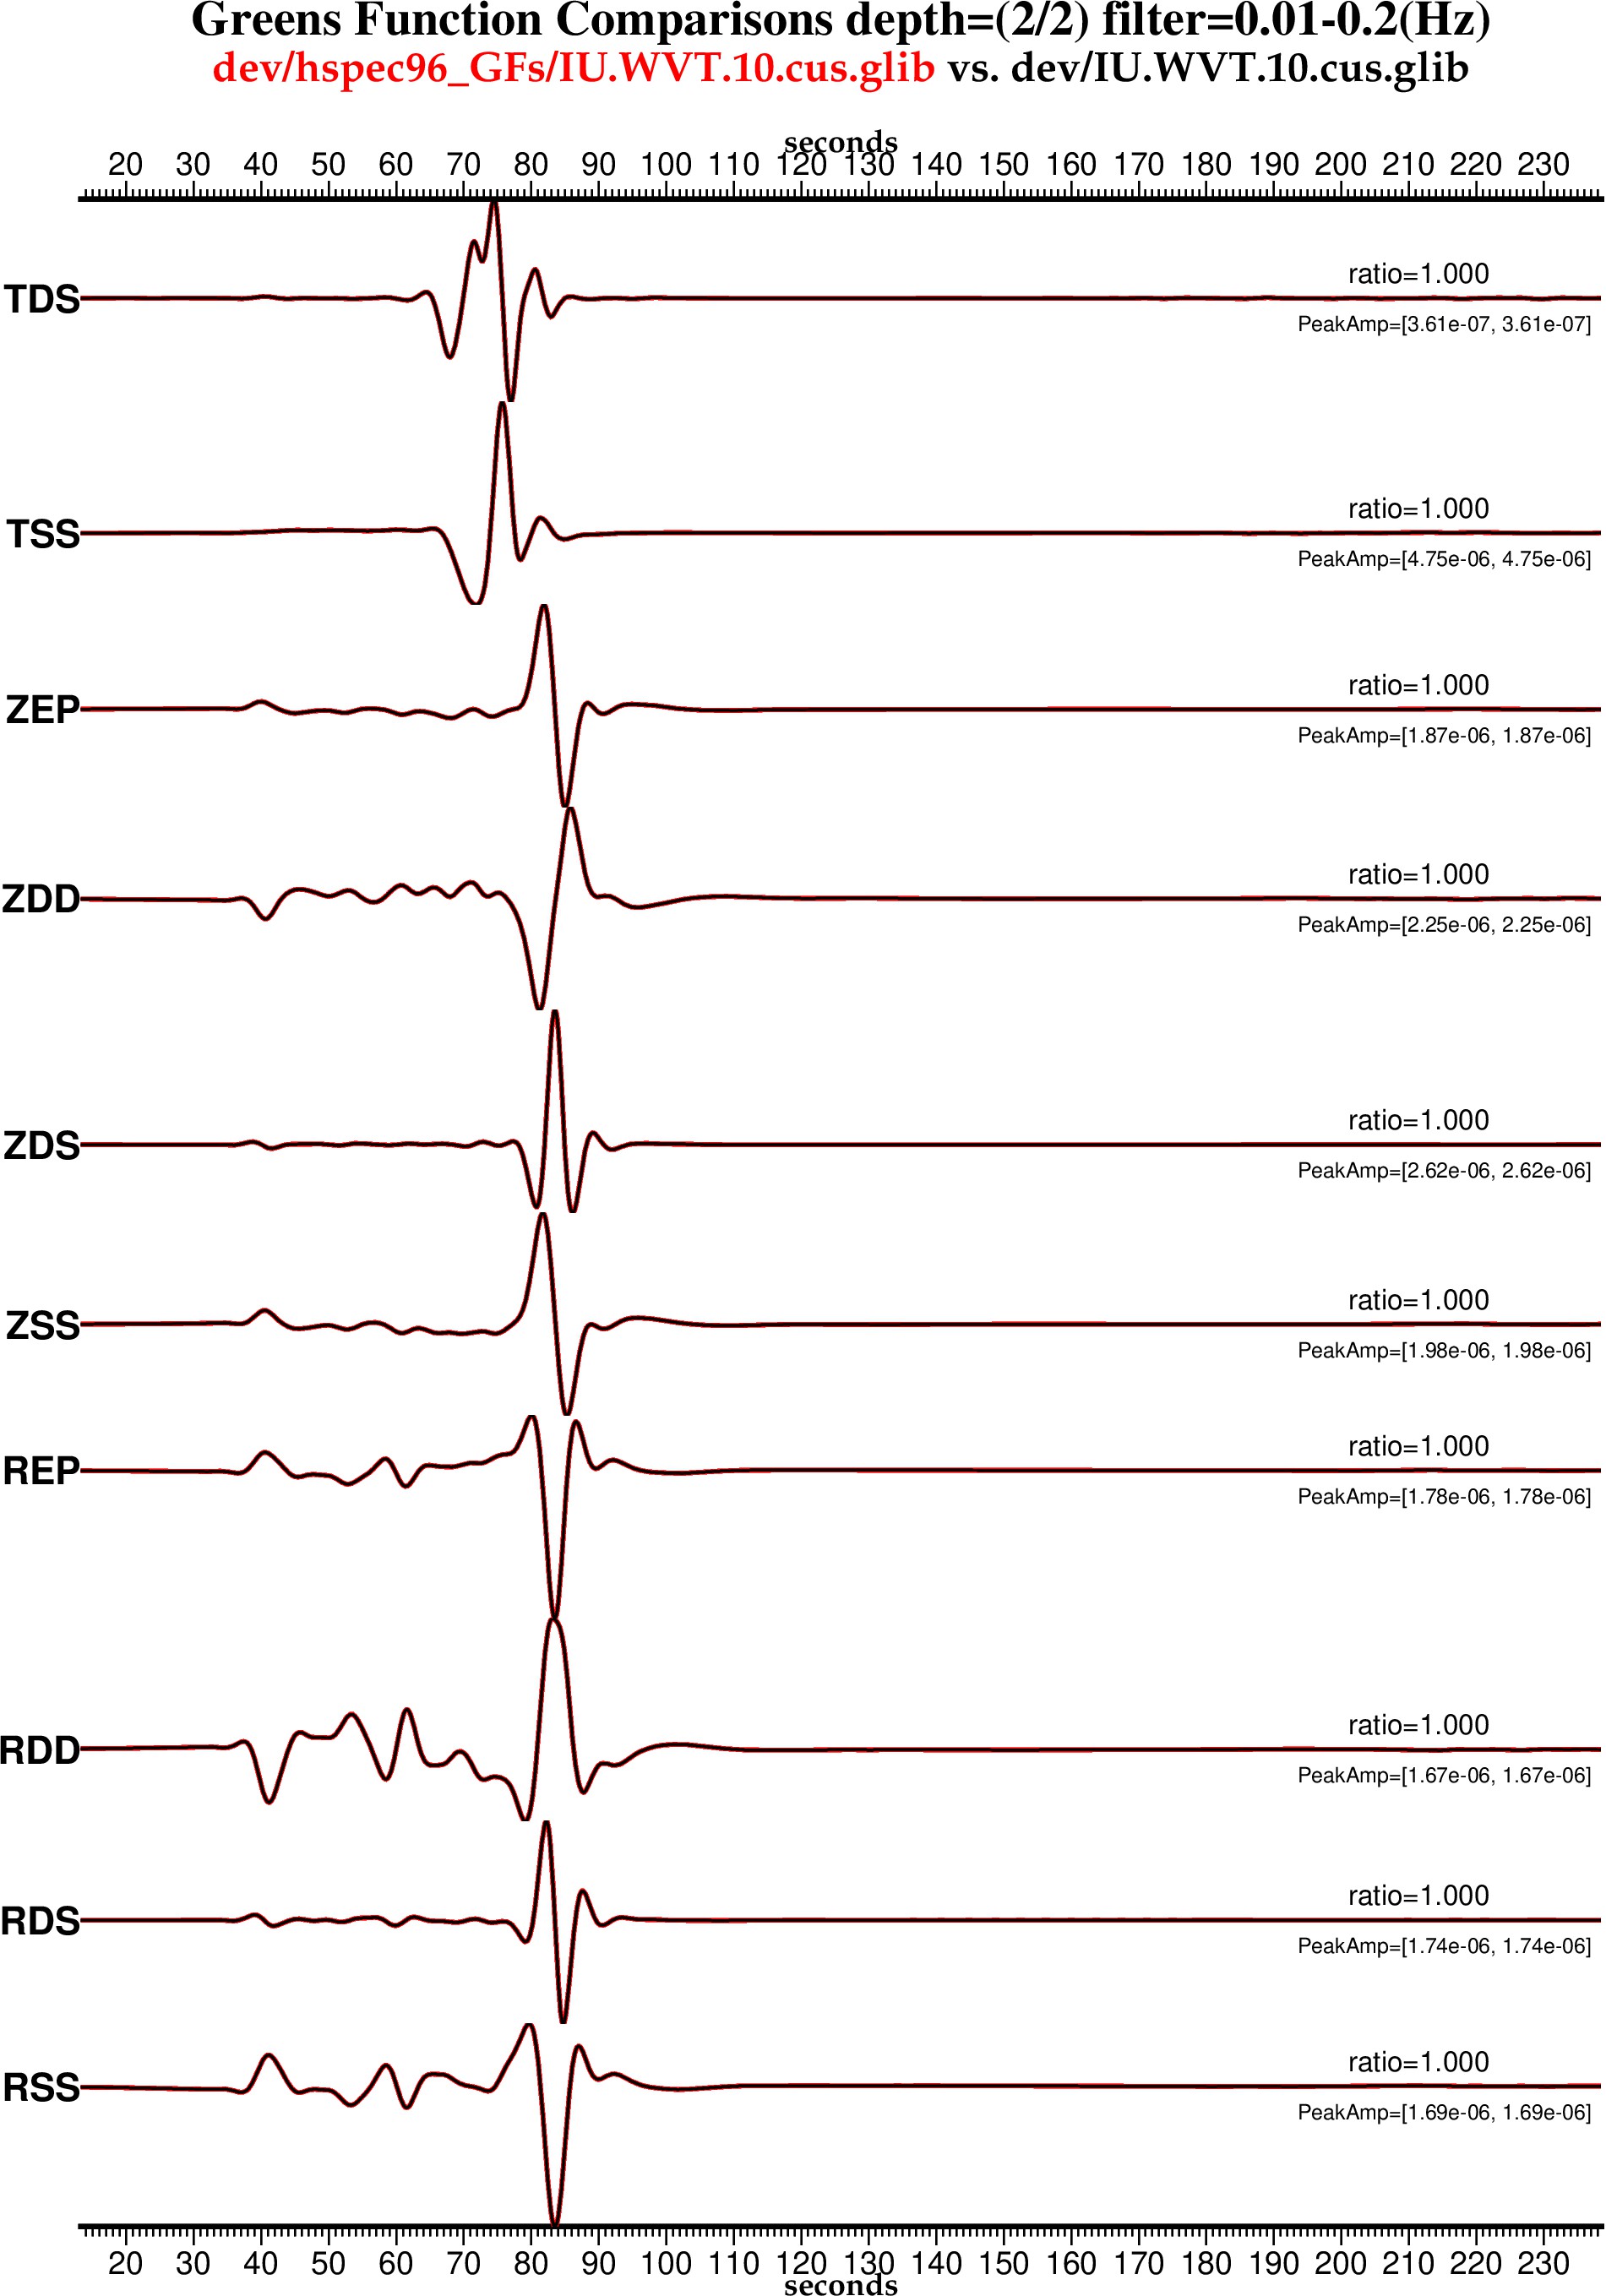 Greens Function Comparisons depth=(2/2) filter=0.01-0.2(Hz)
dev/hspec96_GFs/IU.WVT.10.cus.glib vs. dev/IU.WVT.10.cus.glib
seconds
20 30 40 50 60 70 80 90 100 110 120 130 140 150 160 170 180 190 200 210 220 230
ratio=1.000
TDS
PeakAmp=[3.61e-07, 3.61e-07]
ratio=1.000
TSS
PeakAmp=[4.75e-06, 4.75e-06]
ratio=1.000
ZEP
PeakAmp=[1.87e-06, 1.87e-06]
ratio=1.000
ZDD
PeakAmp=[2.25e-06, 2.25e-06]
ratio=1.000
ZDS
PeakAmp=[2.62e-06, 2.62e-06]
ratio=1.000
ZSS
PeakAmp=[1.98e-06, 1.98e-06]
ratio=1.000
REP
PeakAmp=[1.78e-06, 1.78e-06]
ratio=1.000
RDD
PeakAmp=[1.67e-06, 1.67e-06]
ratio=1.000
RDS
PeakAmp=[1.74e-06, 1.74e-06]
ratio=1.000
RSS
PeakAmp=[1.69e-06, 1.69e-06]
20 30 40 50 60 70 80 90 100 110 120 130 140 150 160 170 180 190 200 210 220 230
seconds